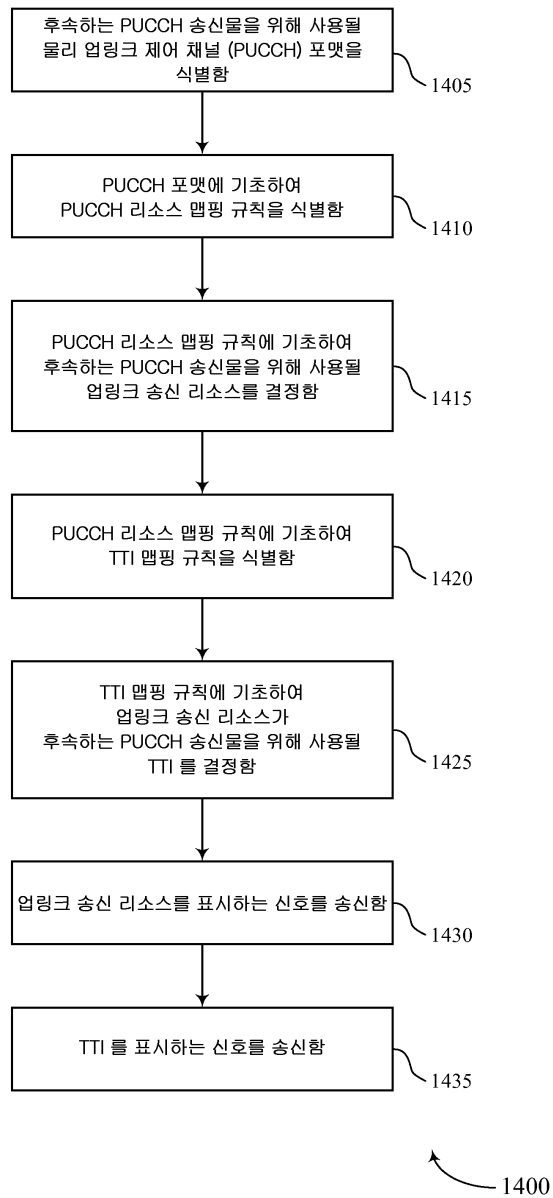 후속하는 PUCCH 송신물을 위해 사용될
물리 업링크 제어 채널 (PUCCH) 포맷을
식별함
1405
PUCCH 포맷에 기초하여
PUCCH 리소스 맵핑 규칙을 식별함
1410
PUCCH 리소스 맵핑 규칙에 기초하여
후속하는 PUCCH 송신물을 위해 사용될
업링크 송신 리소스를 결정함
1415
PUCCH 리소스 맵핑 규칙에 기초하여
TTI 맵핑 규칙을 식별함
1420
TTI 맵핑 규칙에 기초하여
업링크 송신 리소스가
후속하는 PUCCH 송신물을 위해 사용될
TTI 를 결정함
1425
업링크 송신 리소스를 표시하는 신호를 송신함
1430
TTI 를 표시하는 신호를 송신함
1435
1400